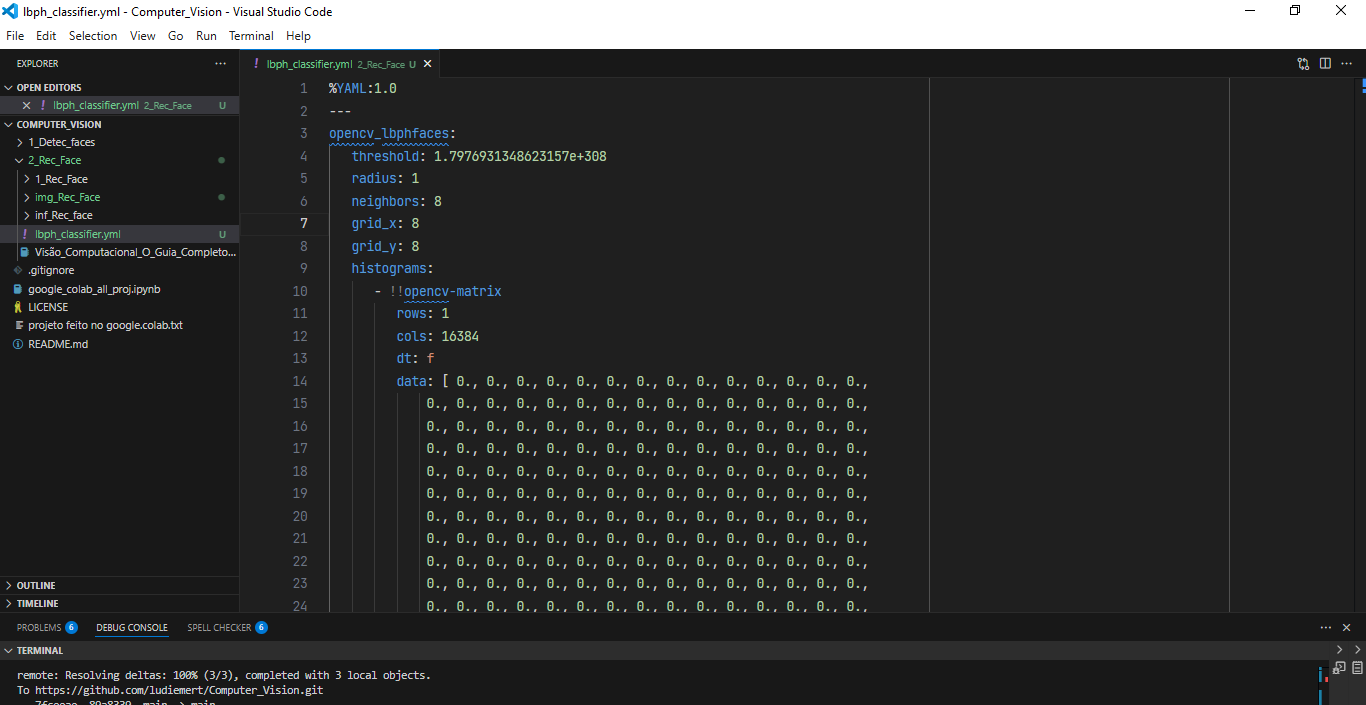 lbph_classifier.yml - Computer_Vision - Visual Studio Code
File Edit Selection View Go Run Terminal Help
EXPLORER
OPEN EDITORS
lbph_classifier.yml 2_Rec_Face U
COMPUTER_VISION
1_Detec_faces
2_Rec_Face
1_Rec_Face
img_Rec_Face
inf_Rec_face
lbph_classifier.yml U
Visão_Computacional_O_Guia_Completo...
.gitignore
google_colab_all_proj.ipynb
LICENSE
projeto feito no google.colab.txt
README.md
OUTLINE
TIMELINE
lbph_classifier.yml 2_Rec_Face U
1 %YAML:1.0
2 ---
3 opencv_lbphfaces:
4 threshold: 1.7976931348623157e+308
5 radius: 1
6 neighbors: 8
7 grid_x: 8
8 grid_y: 8
9 histograms:
10 - !!opencv-matrix
11 rows: 1
12 cols: 16384
13 dt: f
14 data: [ 0., 0., 0., 0., 0., 0., 0., 0., 0., 0., 0., 0., 0., 0.,
15 0., 0., 0., 0., 0., 0., 0., 0., 0., 0., 0., 0., 0., 0., 0.,
16 0., 0., 0., 0., 0., 0., 0., 0., 0., 0., 0., 0., 0., 0., 0.,
17 0., 0., 0., 0., 0., 0., 0., 0., 0., 0., 0., 0., 0., 0., 0.,
18 0., 0., 0., 0., 0., 0., 0., 0., 0., 0., 0., 0., 0., 0., 0.,
19 0., 0., 0., 0., 0., 0., 0., 0., 0., 0., 0., 0., 0., 0., 0.,
20 0., 0., 0., 0., 0., 0., 0., 0., 0., 0., 0., 0., 0., 0., 0.,
21 0., 0., 0., 0., 0., 0., 0., 0., 0., 0., 0., 0., 0., 0., 0.,
22 0., 0., 0., 0., 0., 0., 0., 0., 0., 0., 0., 0., 0., 0., 0.,
23 0., 0., 0., 0., 0., 0., 0., 0., 0., 0., 0., 0., 0., 0., 0.,
24 0., 0., 0., 0., 0., 0., 0., 0., 0., 0., 0., 0., 0., 0., 0.,
PROBLEMS 6 DEBUG CONSOLE SPELL CHECKER 6
TERMINAL
remote: Resolving deltas: 100% (3/3), completed with 3 local objects.
To https://github.com/ludiemert/Computer_Vision.git
main -> main